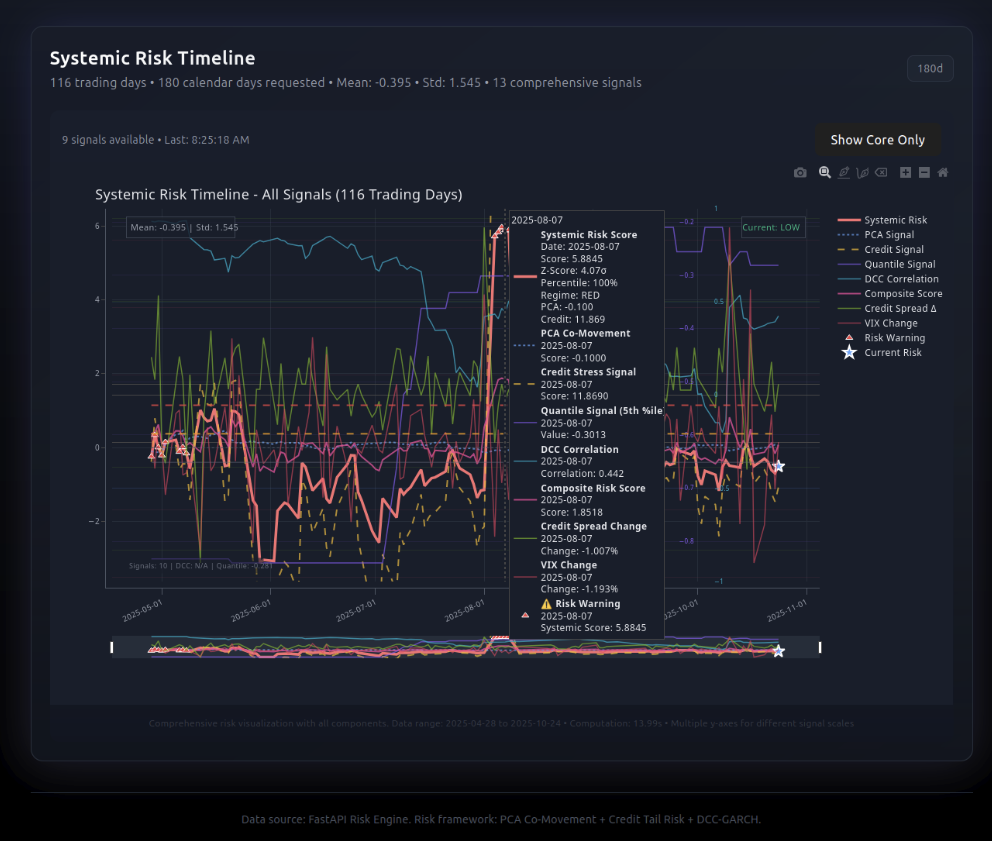 Systemic Risk Timeline
116 trading days • 180 calendar days requested • Mean: -0.395 • Std: 1.545 • 13 comprehensive signals
180d
9 signals available • Last: 8:25:18 AM
Show Core Only
Systemic Risk Timeline - All Signals (116 Trading Days)
Mean: -0.395 | Std: 1.545
Current: LOW
6
4
2
0
−2
1
0.5
−1
−0.2
−0.3
−0.4
−0.8
Signals: 10 | DCC: N/A | Quantile: -0.281
2025-05-01
2025-06-01
2025-07-01
2025-08-01
2025-10-01
2025-11-01
2025-08-07
Systemic Risk Score
Date: 2025-08-07
Score: 5.8845
Z-Score: 4.07σ
Percentile: 100%
Regime: RED
PCA: -0.100
Credit: 11.869
PCA Co-Movement
2025-08-07
Score: -0.1000
Credit Stress Signal
2025-08-07
Score: 11.8690
Quantile Signal (5th %ile
2025-08-07
Value: -0.3013
DCC Correlation
2025-08-07
Correlation: 0.442
Composite Risk Score
2025-08-07
Score: 1.8518
Credit Spread Change
2025-08-07
Change: -1.007%
VIX Change
2025-08-07
Change: -1.193%
⚠️ Risk Warning
2025-08-07
Systemic Score: 5.8845
Systemic Risk
PCA Signal
Credit Signal
Quantile Signal
DCC Correlation
Composite Score
Credit Spread Δ
VIX Change
Risk Warning
Current Risk
Comprehensive risk visualization with all components. Data range: 2025-04-28 to 2025-10-24 • Computation: 13.99s • Multiple y-axes for different signal scales
Data source: FastAPI Risk Engine. Risk framework: PCA Co-Movement + Credit Tail Risk + DCC-GARCH.